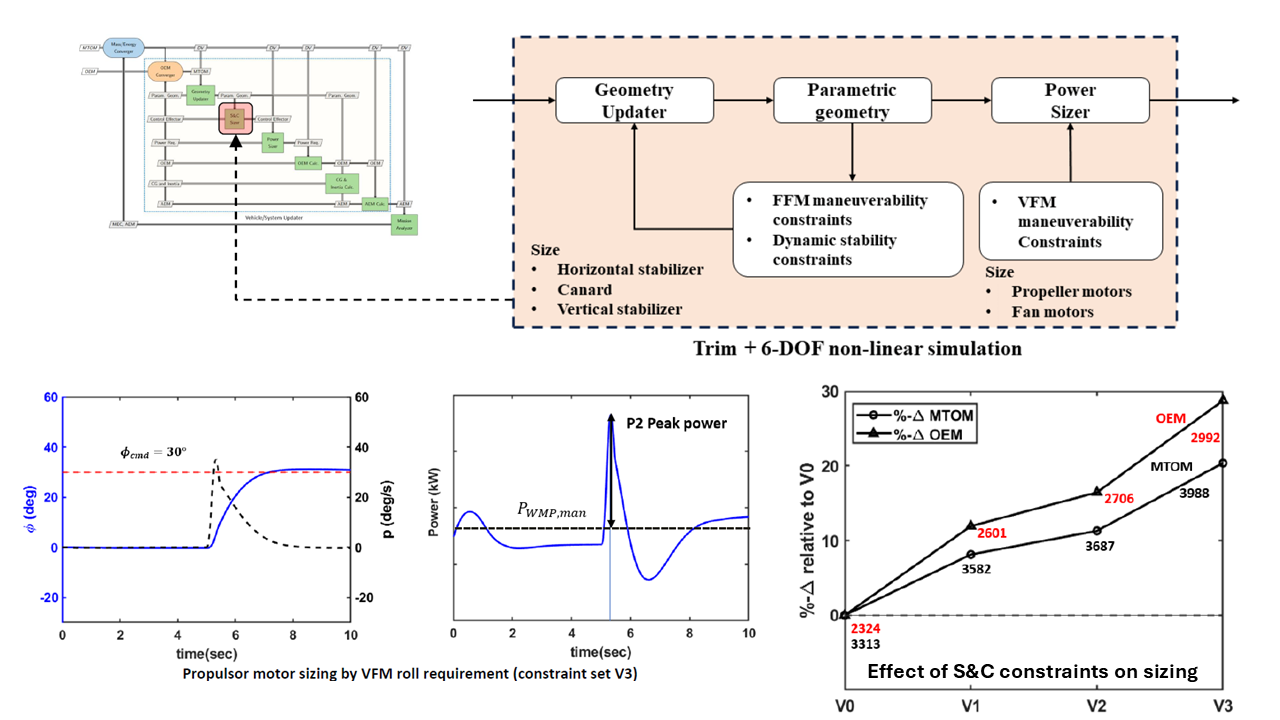 MTOM
Mass/Energy
Converger
DV
DV
DV
DV
DV
OEM
OEM
Converger
MTOM
Param. Geom.
Geometry
Updater
Param. Geom.
Param. Geom.
Control Effector
S&C
Sizer
Control Effector
Power Req.
Power
Sizer
Power Req.
OEM
OEM Calc.
OEM
OEM
CG and Inertia
CG &
Inertia Calc.
AEM
AEM
AEM Calc
AEM
Vehicle/System Updater
MEC, AEM
Mission
Analyzer
Geometry
Updater
Parametric
geometry
Power
Sizer
• FFM maneuverability
constraints
• Dynamic stability
constraints
• VFM
maneuverability
Constraints
Size
• Horizontal stabilizer
• Canard
• Vertical stabilizer
Size
• Propeller motors
• Fan motors
Trim + 6-DOF non-linear simulation
60
40
20
0
-20
ϕ (deg)
ϕcmd = 30°
60
40
20
0
-20
p (deg/s)
0 2 4 6 8 10
time(sec)
Power (kW)
P2 Peak power
PWMP,man
0 2 4 6 8 10
time(sec)
Propulsor motor sizing by VFM roll requirement (constraint set V3)
30
20
10
0
%-Δ relative to V0
%-Δ MTOM
%-Δ OEM
OEM
2992
MTOM
3988
2706
3687
2601
3582
2324
3313
Effect of S&C constraints on sizing
V0 V1 V2 V3